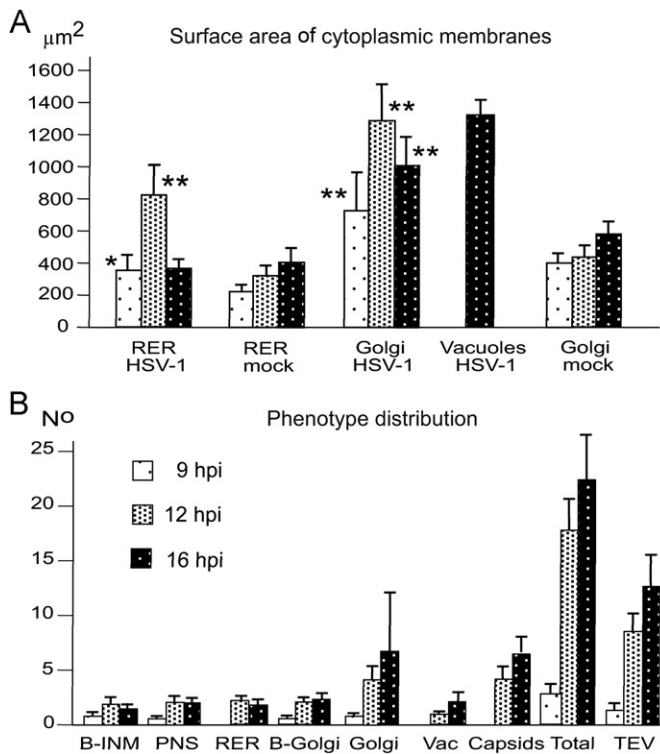 A
μm2
Surface area of cytoplasmic membranes
1600
1400
1200
1000
800
600
400
200
0
*
**
**
**
**
RER
HSV-1
RER
mock
Golgi
HSV-1
Vacuoles
HSV-1
Golgi
mock
B
No
Phenotype distribution
25
20
15
10
5
0
9 hpi
12 hpi
16 hpi
B-INM PNS RER B-Golgi Golgi Vac Capsids Total TEV